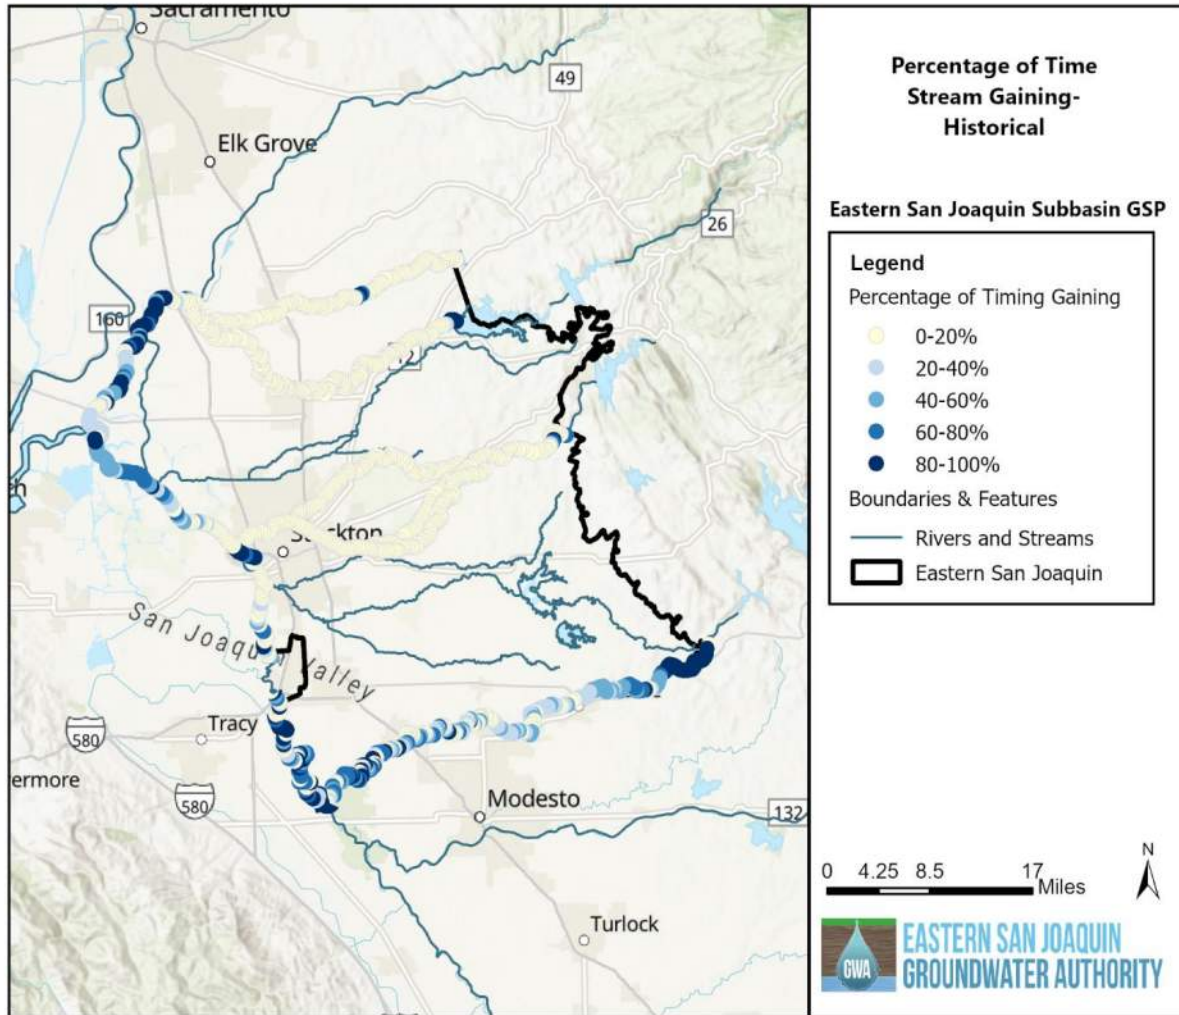 Sacramento
49
Elk Grove
26
160
12
Stockton
San Joaquin Valley
Tracy
580
vermore
580
Modesto
132
Turlock
Percentage of Time
Stream Gaining-
Historical
Eastern San Joaquin Subbasin GSP
Legend
Percentage of Timing Gaining
0-20%
20-40%
40-60%
60-80%
80-100%
Boundaries & Features
Rivers and Streams
Eastern San Joaquin
N
0 4.25 8.5 17
Miles
GWA
EASTERN SAN JOAQUIN
GROUNDWATER AUTHORITY